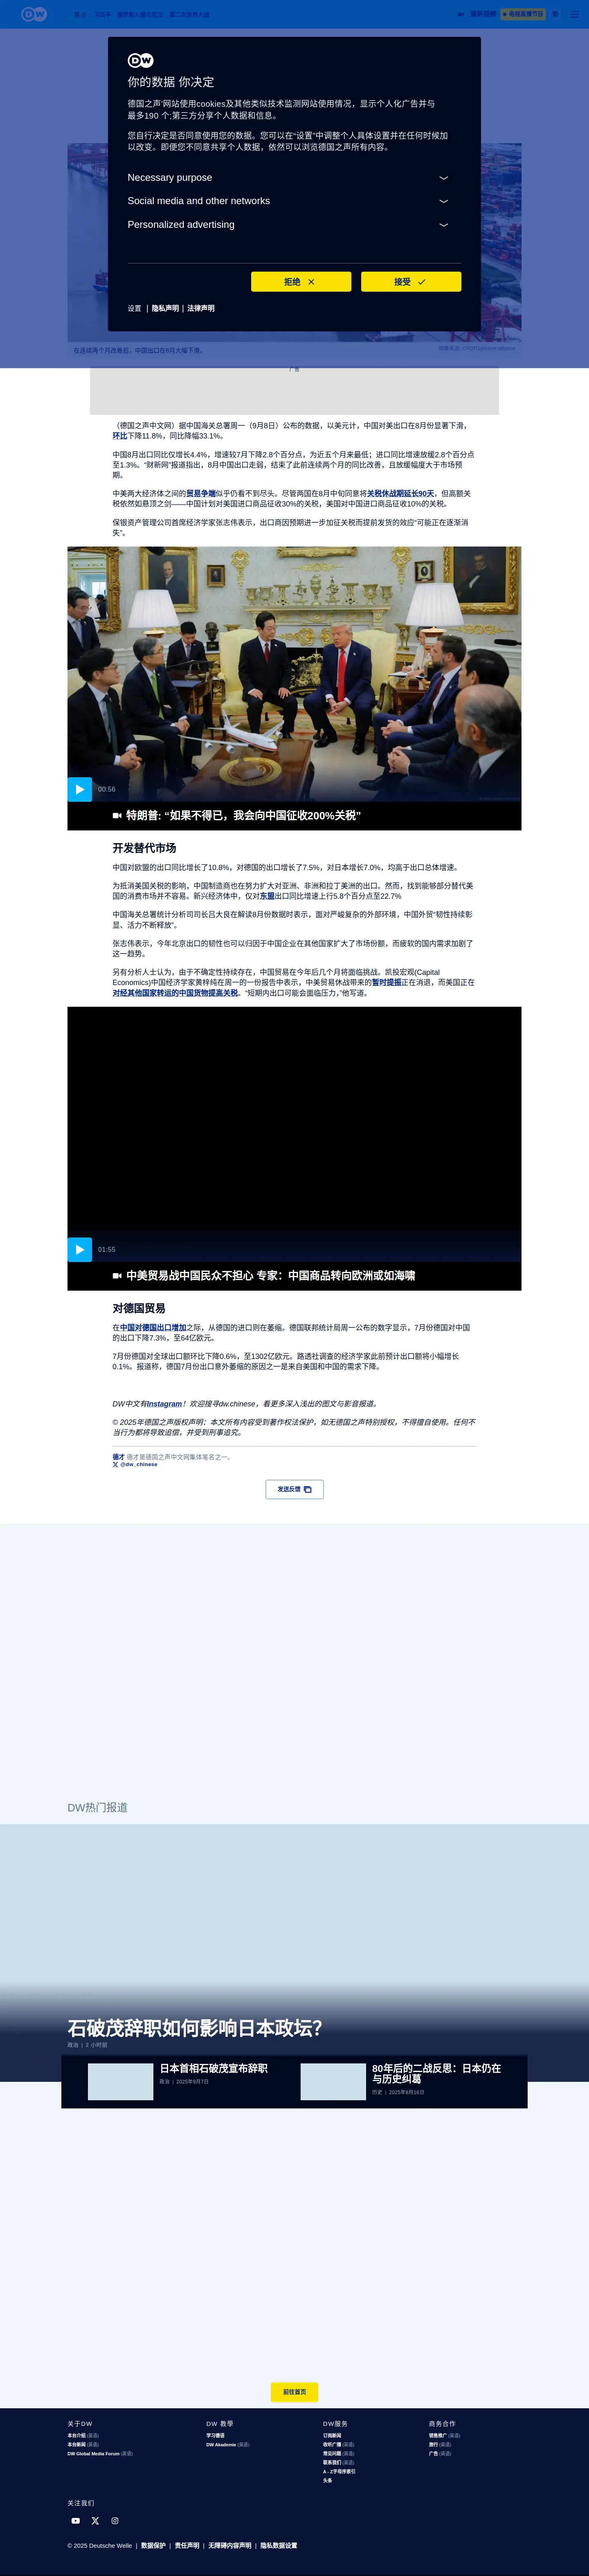 DW
习近平
最新视频
电视直播节目
繁
DW
你的数据 你决定
德国之声'网站使用cookies及其他类似技术监测网站使用情况，显示个人化广告并与
最多190 个;第三方分享个人数据和信息。
您自行决定是否同意使用您的数据。您可以在“设置”中调整个人具体设置并在任何时候加
以改变。即便您不同意共享个人数据，依然可以浏览德国之声所有内容。
Necessary purpose
Social media and other networks
Personalized advertising
拒绝
接受
设置 | 隐私声明 | 法律声明
在连续两个月改善后，中国出口在8月大幅下滑。
广告
（德国之声中文网）据中国海关总署周一（9月8日）公布的数据，以美元计，中国对美出口在8月份显著下滑，
环比下降11.8%，同比降幅33.1%。
中国8月出口同比仅增长4.4%，增速较7月下降2.8个百分点，为近五个月来最低；进口同比增速放缓2.8个百分点
至1.3%。“财新网”报道指出，8月中国出口走弱，结束了此前连续两个月的同比改善，且放缓幅度大于市场预
期。
中美两大经济体之间的贸易争端似乎仍看不到尽头。尽管两国在8月中旬同意将关税休战期延长90天，但高额关
税依然如悬顶之剑——中国计划对美国进口商品征收30%的关税，美国对中国进口商品征收10%的关税。
保银资产管理公司首席经济学家张志伟表示，出口商因预期进一步加征关税而提前发货的效应“可能正在逐渐消
失”。
00:56
特朗普: “如果不得已，我会向中国征收200%关税”
开发替代市场
中国对欧盟的出口同比增长了10.8%，对德国的出口增长了7.5%，对日本增长7.0%，均高于出口总体增速。
为抵消美国关税的影响，中国制造商也在努力扩大对亚洲、非洲和拉丁美洲的出口。然而，找到能够部分替代美
国的消费市场并不容易。新兴经济体中，仅对东盟出口同比增速上行5.8个百分点至22.7%
中国海关总署统计分析司司长吕大良在解读8月份数据时表示，面对严峻复杂的外部环境，中国外贸“韧性持续彰
显、活力不断释放”。
张志伟表示，今年北京出口的韧性也可以归因于中国企业在其他国家扩大了市场份额，而疲软的国内需求加剧了
这一趋势。
另有分析人士认为，由于不确定性持续存在，中国贸易在今年后几个月将面临挑战。凯投宏观(Capital
Economics)中国经济学家黄梓纯在周一的一份报告中表示，中美贸易休战带来的暂时提振正在消退，而美国正在
对经其他国家转运的中国货物提高关税。“短期内出口可能会面临压力，”他写道。
01:55
中美贸易战中国民众不担心 专家：中国商品转向欧洲或如海啸
对德国贸易
在中国对德国出口增加之际，从德国的进口则在萎缩。德国联邦统计局周一公布的数字显示，7月份德国对中国
的出口下降7.3%，至64亿欧元。
7月份德国对全球出口额环比下降0.6%，至1302亿欧元。路透社调查的经济学家此前预计出口额将小幅增长
0.1%。报道称，德国7月份出口意外萎缩的原因之一是来自美国和中国的需求下降。
DW中文有Instagram！欢迎搜寻dw.chinese，看更多深入浅出的图文与影音报道。
© 2025年德国之声版权声明：本文所有内容受到著作权法保护，如无德国之声特别授权，不得擅自使用。任何不
当行为都将导致追偿，并受到刑事追究。
德才 德才是德国之声中文网集体笔名之一。
@dw_chinese
发送反馈
DW热门报道
石破茂辞职如何影响日本政坛？
政治 | 2 小时前
日本首相石破茂宣布辞职
政治 | 2025年9月7日
80年后的二战反思：日本仍在
与历史纠葛
历史 | 2025年8月16日
前往首页
关于DW
本台介绍 (英语)
本台新闻 (英语)
DW Global Media Forum (英语)
DW 教學
学习德语
DW Akademie (英语)
DW服务
订阅新闻
收听广播 (英语)
常见问题 (英语)
联系我们 (英语)
A - Z字母序索引
头条
商务合作
销售推广 (英语)
旅行 (英语)
广告 (英语)
关注我们
© 2025 Deutsche Welle | 数据保护 | 责任声明 | 无障碍内容声明 | 隐私数据设置